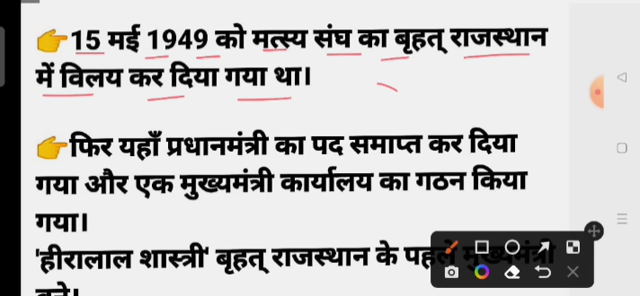 👉15 मई 1949 को मत्स्य संघ का बृहत् राजस्थान
में विलय कर दिया गया था।
👉फिर यहाँ प्रधानमंत्री का पद समाप्त कर दिया
गया और एक मुख्यमंत्री कार्यालय का गठन किया
गया।
'हीरालाल शास्त्री' बृहत् राजस्थान के पहले मुख्यमंत्री